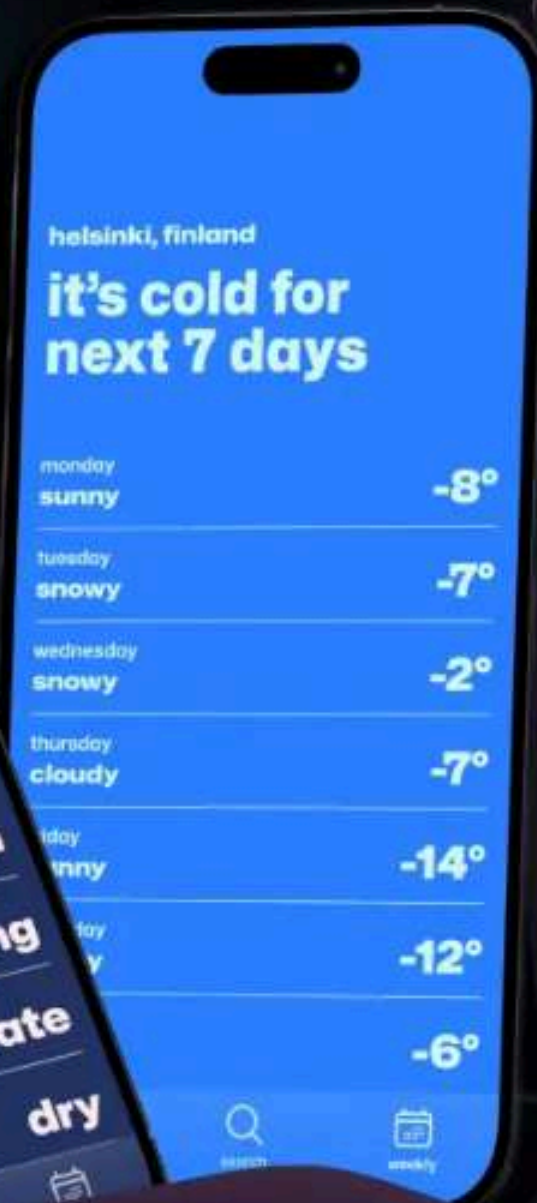 helsinki, finland
it's cold for
next 7 days
monday
sunny
-8°
tuesday
snowy
-7°
wednesday
snowy
-2°
thursday
cloudy
-7°
-14°
-12°
-6°
dry
search
weekly